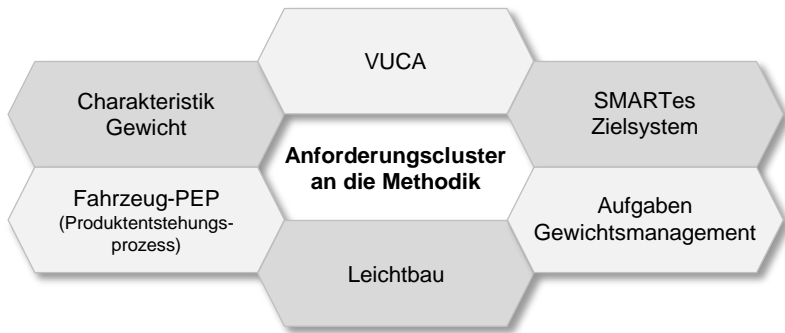 VUCA
Charakteristik
Gewicht
SMARTes
Zielsystem
Anforderungscluster
an die Methodik
Fahrzeug-PEP
(Produktentstehungs-
prozess)
Aufgaben
Gewichtsmanagement
Leichtbau